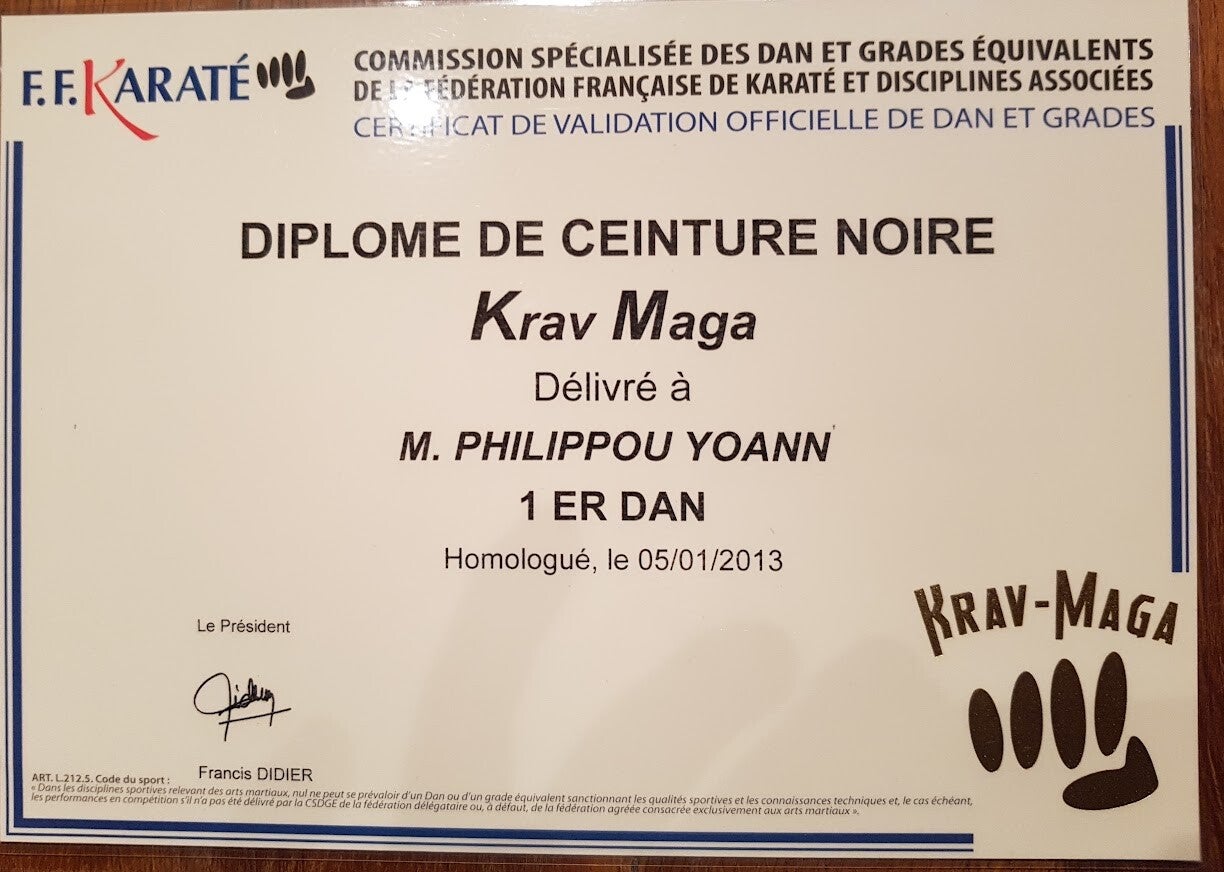 F.F.KARATÉ
COMMISSION SPÉCIALISÉE DES DAN ET GRADES ÉQUIVALENTS
DE LA FÉDÉRATION FRANÇAISE DE KARATÉ ET DISCIPLINES ASSOCIÉES
CERTIFICAT DE VALIDATION OFFICIELLE DE DAN ET GRADES
DIPLOME DE CEINTURE NOIRE
Krav Maga
Délivré à
M. PHILIPPOU YOANN
1 ER DAN
Homologué, le 05/01/2013
KRAV-MAGA
Le Président
Francis DIDIER
ART. L.212.5. Code du sport :
« Dans les disciplines sportives relevant des arts martiaux, nul ne peut se prévaloir d'un Dan ou d'un grade équivalent sanctionnant les qualités sportives et les connaissances techniques et, le cas échéant,
les performances en compétition s'il n'a pas été délivré par la CSDGE de la fédération délégataire ou, à défaut, de la fédération agréée consacrée exclusivement aux arts martiaux ».